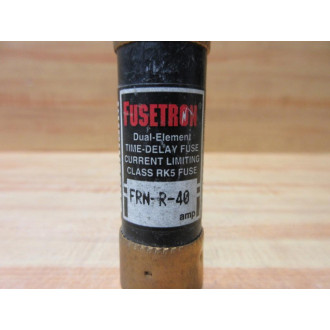 FUSETRON
Dual-Element
TIME-DELAY FUSE
CURRENT LIMITING
CLASS RK5 FUSE
FRN-R-40
amp